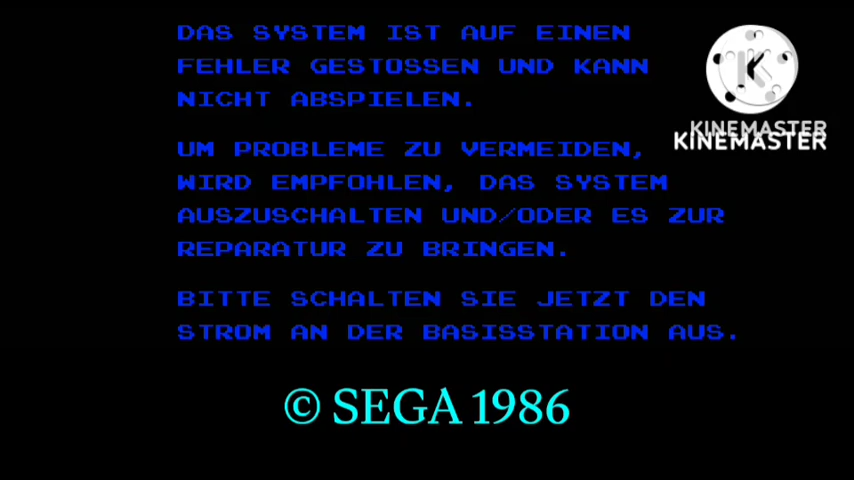 DAS SYSTEM IST AUF EINEN
FEHLER GESTOSSEN UND KANN
NICHT ABSPIELEN.
UM PROBLEME ZU VERMEIDEN,
WIRD EMPFOHLEN, DAS SYSTEM
AUSZUSCHALTEN UND/ODER ES ZUR
REPARATUR ZU BRINGEN.
BITTE SCHALTEN SIE JETZT DEN
STROM AN DER BASISSTATION AUS.
© SEGA 1986
K
KINEMASTER
KINEMASTER